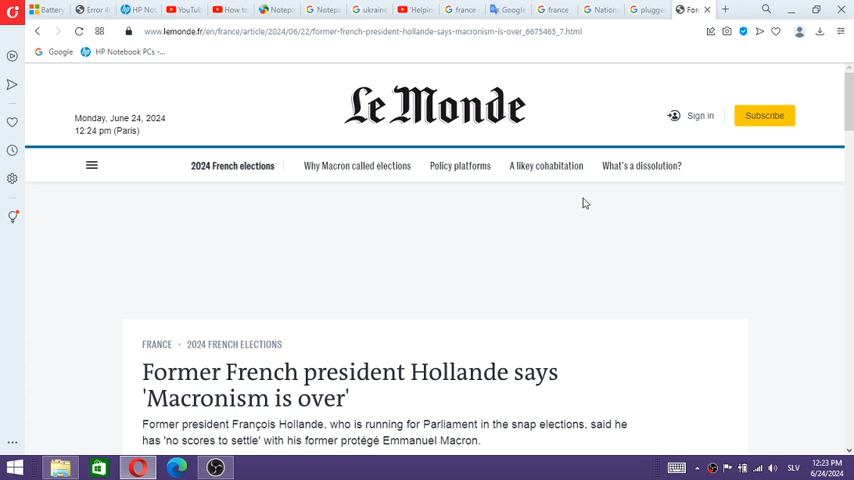 Battery
Error 4
HP Not
YouTub
How to
Notepa
Notepa
ukraine
'Helpin
france
Google
france
Nation
plugge
For
www.lemonde.fr/en/france/article/2024/06/22/former-french-president-hollande-says-macronism-is-over_6675465_7.html
Google
HP Notebook PCs -...
Monday, June 24, 2024
12:24 pm (Paris)
Le Monde
Sign in
Subscribe
2024 French elections
Why Macron called elections
Policy platforms
A likey cohabitation
What's a dissolution?
FRANCE • 2024 FRENCH ELECTIONS
Former French president Hollande says
'Macronism is over'
Former president François Hollande, who is running for Parliament in the snap elections, said he
has 'no scores to settle' with his former protégé Emmanuel Macron.
SLV
12:23 PM
6/24/2024